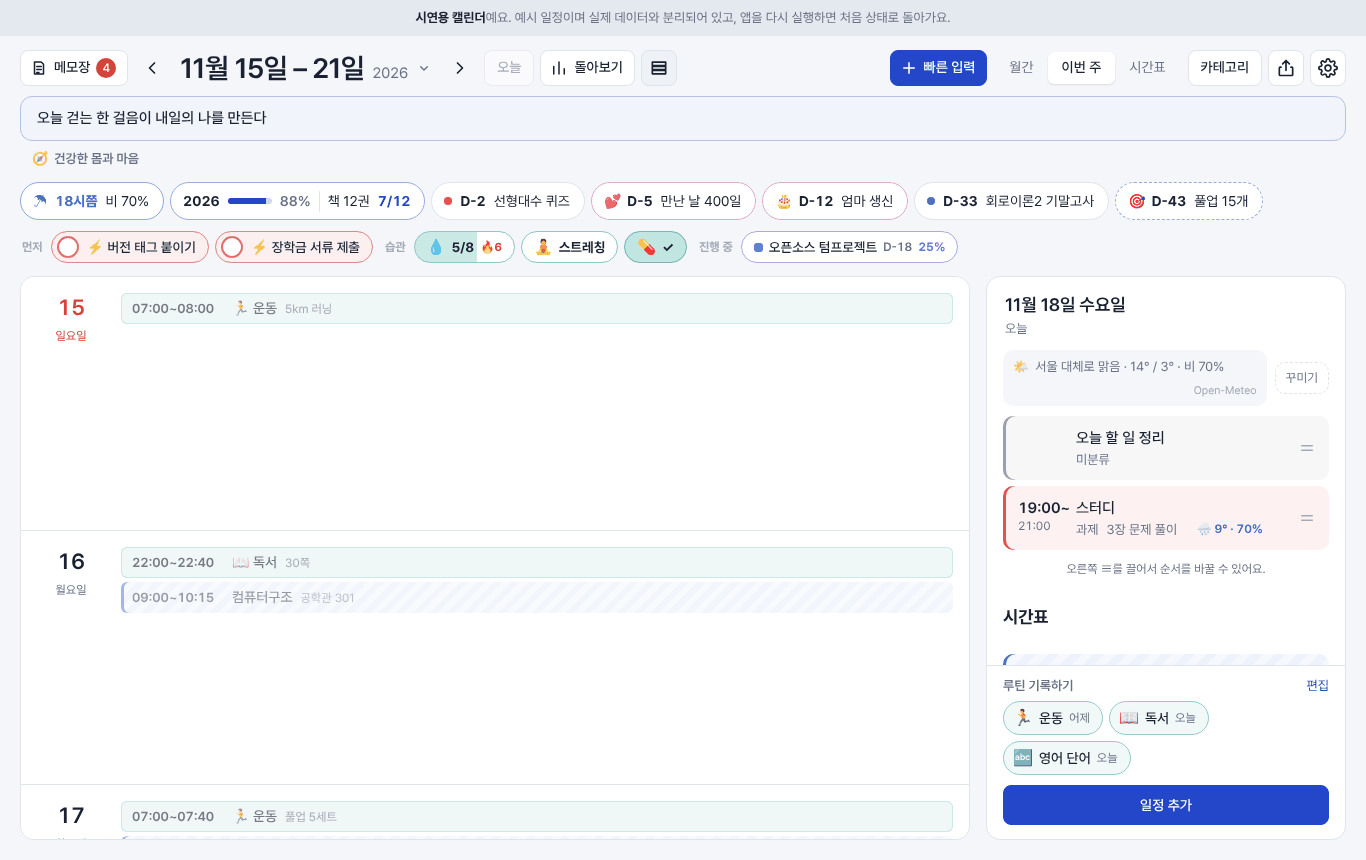 시연용 캘린더예요. 예시 일정이며 실제 데이터와 분리되어 있고, 앱을 다시 실행하면 처음 상태로 돌아가요.
메모장 4
11월 15일 – 21일 2026
오늘
돌아보기
빠른 입력
월간
이번 주
시간표
카테고리
오늘 걷는 한 걸음이 내일의 나를 만든다
건강한 몸과 마음
18시쯤 비 70%
2026 88% 책 12권 7/12
D-2 선형대수 퀴즈
D-5 만난 날 400일
D-12 엄마 생신
D-33 회로이론2 기말고사
D-43 풀업 15개
먼저
버전 태그 붙이기
장학금 서류 제출
습관
5/8 6
스트레칭
진행 중
오픈소스 텀프로젝트 D-18 25%
15
일요일
07:00~08:00 운동 5km 러닝
16
월요일
22:00~22:40 독서 30쪽
09:00~10:15 컴퓨터구조 공학관 301
17
07:00~07:40 운동 풀업 5세트
11월 18일 수요일
오늘
서울 대체로 맑음 · 14° / 3° · 비 70%
Open-Meteo
꾸미기
오늘 할 일 정리
미분류
19:00~ 스터디
21:00 과제 3장 문제 풀이 9° · 70%
오른쪽 ≡를 끌어서 순서를 바꿀 수 있어요.
시간표
루틴 기록하기
편집
운동 어제
독서 오늘
영어 단어 오늘
일정 추가